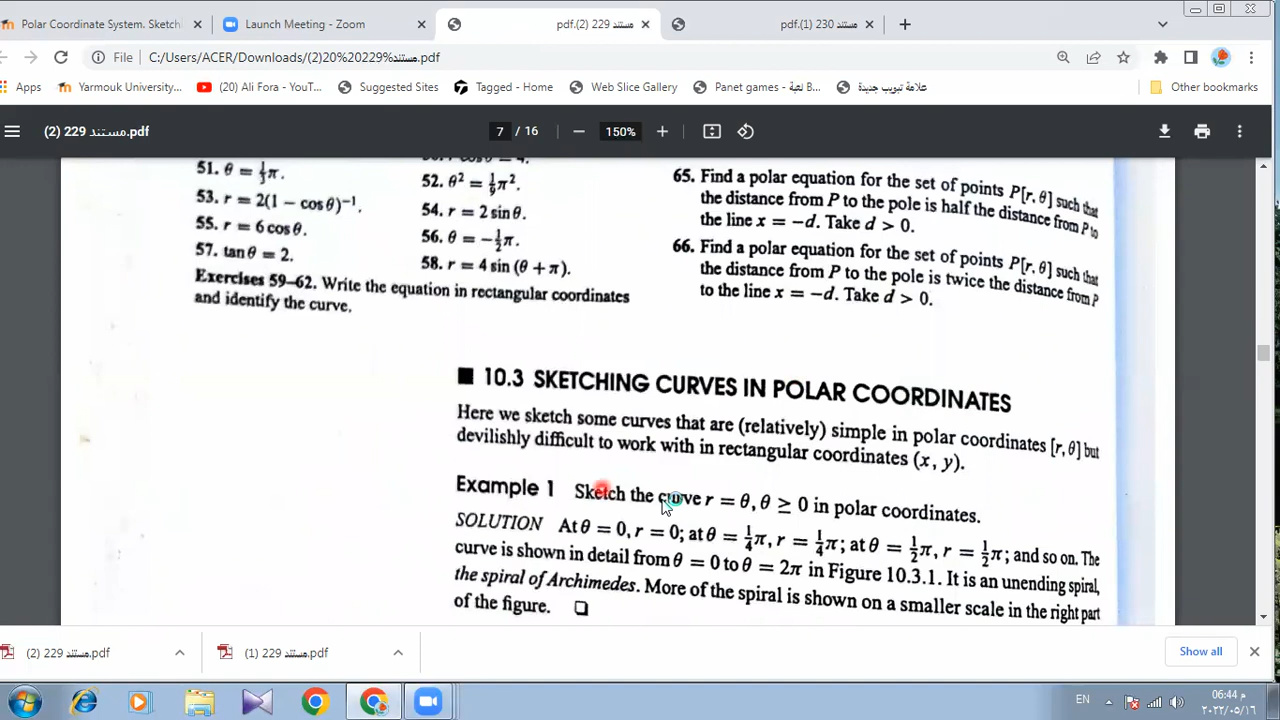 Polar Coordinate System. Sketch
Launch Meeting - Zoom
مستند 229 (2).pdf
مستند 230 (1).pdf
File
C:/Users/ACER/Downloads/(2)20%20229%مستند.pdf
Apps
Yarmouk University...
(20) Ali Fora - YouT...
Suggested Sites
Tagged - Home
Web Slice Gallery
Panet games - لعبة B...
علامة تبويب جديدة
Other bookmarks
(2) 229 مستند.pdf
7 / 16
150%
51. θ = ⅓π.
52. θ² = 1/9 π².
53. r = 2(1 − cos θ)⁻¹.
54. r = 2 sin θ.
55. r = 6 cos θ.
56. θ = −½π.
57. tan θ = 2.
58. r = 4 sin (θ + π).
Exercises 59–62. Write the equation in rectangular coordinates
and identify the curve.
65. Find a polar equation for the set of points P[r, θ] such that
the distance from P to the pole is half the distance from P to
the line x = −d. Take d > 0.
66. Find a polar equation for the set of points P[r, θ] such that
the distance from P to the pole is twice the distance from P
to the line x = −d. Take d > 0.
■ 10.3 SKETCHING CURVES IN POLAR COORDINATES
Here we sketch some curves that are (relatively) simple in polar coordinates [r, θ] but
devilishly difficult to work with in rectangular coordinates (x, y).
Example 1 Sketch the curve r = θ, θ ≥ 0 in polar coordinates.
SOLUTION At θ = 0, r = 0; at θ = ¼π, r = ¼π; at θ = ½π, r = ½π; and so on. The
curve is shown in detail from θ = 0 to θ = 2π in Figure 10.3.1. It is an unending spiral,
the spiral of Archimedes. More of the spiral is shown on a smaller scale in the right part
of the figure. ❑
(2) 229 مستند.pdf
(1) 229 مستند.pdf
Show all
EN
06:44 م
٢٠٢٢/٠٥/١٦